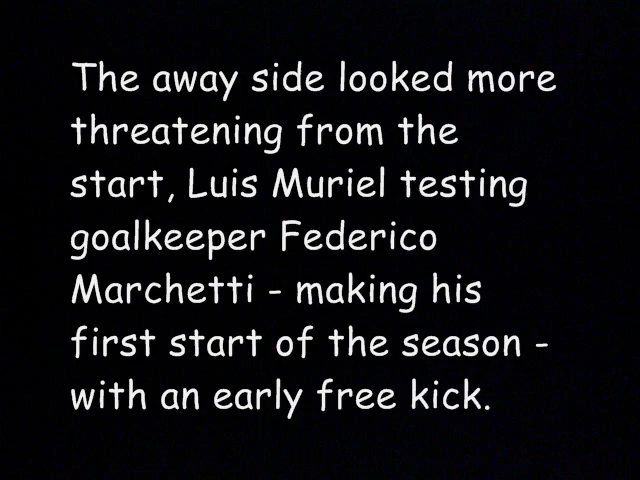 The away side looked more
threatening from the
start, Luis Muriel testing
goalkeeper Federico
Marchetti - making his
first start of the season -
with an early free kick.